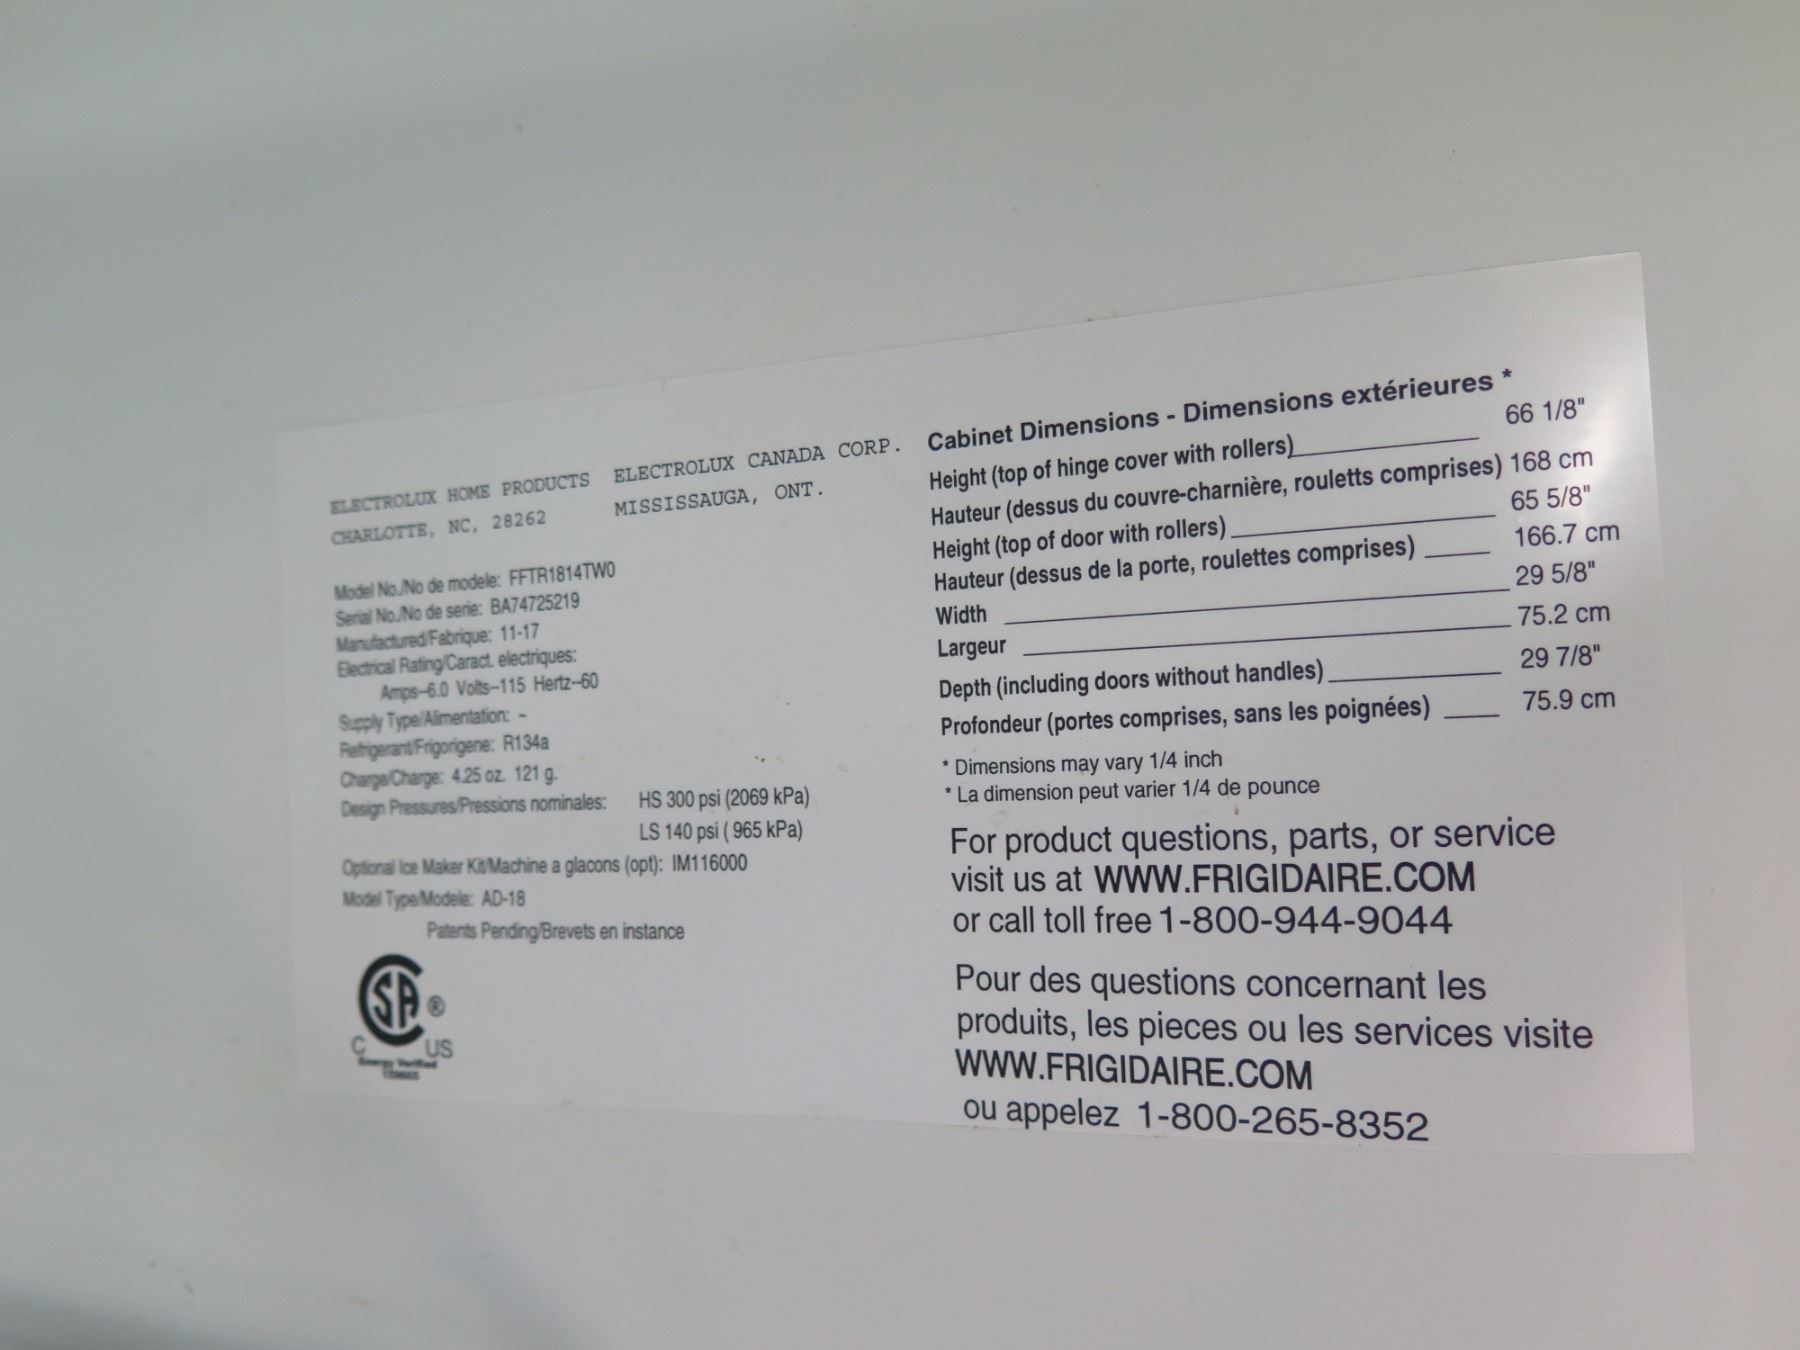 ELECTROLUX HOME PRODUCTS ELECTROLUX CANADA CORP.
CHARLOTTE, NC, 28262 MISSISSAUGA, ONT.
Model No./No de modele: FFTR1814TW0
Serial No./No de serie: BA74725219
Manufactured/Fabrique: 11-17
Electrical Rating/Caract. electriques:
Amps--6.0 Volts--115 Hertz--60
Supply Type/Alimentation: ~
Refrigerant/Frigorigene: R134a
Charge/Charge: 4.25 oz. 121 g.
Design Pressures/Pressions nominales: HS 300 psi (2069 kPa)
LS 140 psi ( 965 kPa)
Optional Ice Maker Kit/Machine a glacons (opt): IM116000
Model Type/Modele: AD-18
Patents Pending/Brevets en instance
CSA ®
C US
Energy Verified
Cabinet Dimensions - Dimensions extérieures *
Height (top of hinge cover with rollers) 66 1/8"
Hauteur (dessus du couvre-charnière, rouletts comprises) 168 cm
Height (top of door with rollers) 65 5/8"
Hauteur (dessus de la porte, roulettes comprises) 166.7 cm
Width 29 5/8"
Largeur 75.2 cm
Depth (including doors without handles) 29 7/8"
Profondeur (portes comprises, sans les poignées) 75.9 cm
* Dimensions may vary 1/4 inch
* La dimension peut varier 1/4 de pounce
For product questions, parts, or service
visit us at WWW.FRIGIDAIRE.COM
or call toll free 1-800-944-9044
Pour des questions concernant les
produits, les pieces ou les services visite
WWW.FRIGIDAIRE.COM
ou appelez 1-800-265-8352